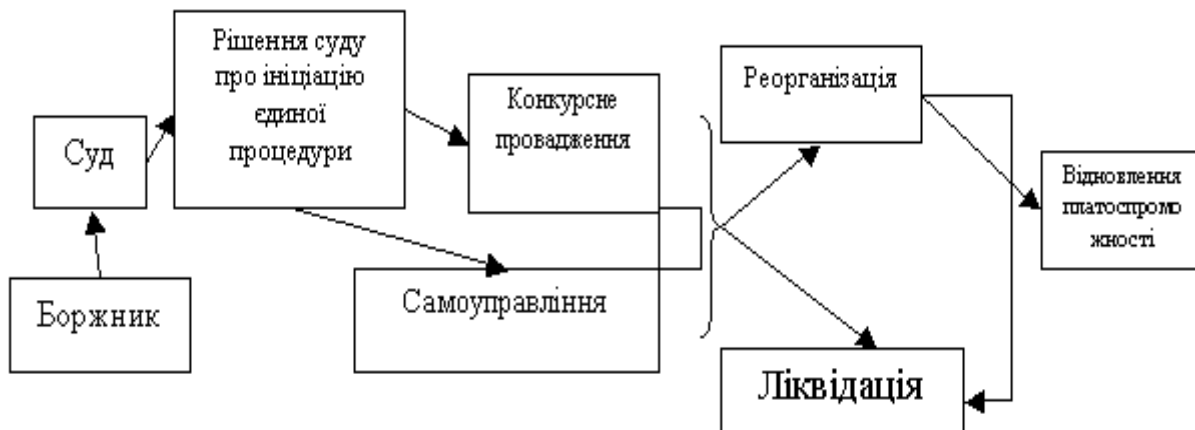 Боржник
Суд
Рішення суду
про ініціацію
єдиної
процедури
Конкурсне
провадження
Самоуправління
Реорганізація
Ліквідація
Відновлення
платоспромо
жності